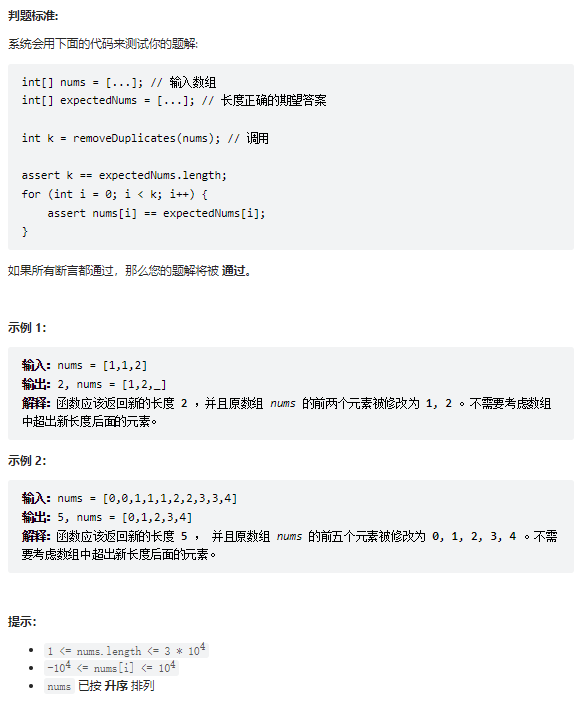 判题标准:
系统会用下面的代码来测试你的题解:
int[] nums = [...]; // 输入数组
int[] expectedNums = [...]; // 长度正确的期望答案
int k = removeDuplicates(nums); // 调用
assert k == expectedNums.length;
for (int i = 0; i < k; i++) {
    assert nums[i] == expectedNums[i];
}
如果所有断言都通过，那么您的题解将被 通过。
示例 1：
输入：nums = [1,1,2]
输出：2, nums = [1,2,_]
解释：函数应该返回新的长度 2 ，并且原数组 nums 的前两个元素被修改为 1, 2 。不需要考虑数组
中超出新长度后面的元素。
示例 2：
输入：nums = [0,0,1,1,1,2,2,3,3,4]
输出：5, nums = [0,1,2,3,4]
解释：函数应该返回新的长度 5 ， 并且原数组 nums 的前五个元素被修改为 0, 1, 2, 3, 4 。不需
要考虑数组中超出新长度后面的元素。
提示：
• 1 <= nums.length <= 3 * 10⁴
• -10⁴ <= nums[i] <= 10⁴
• nums 已按 升序 排列